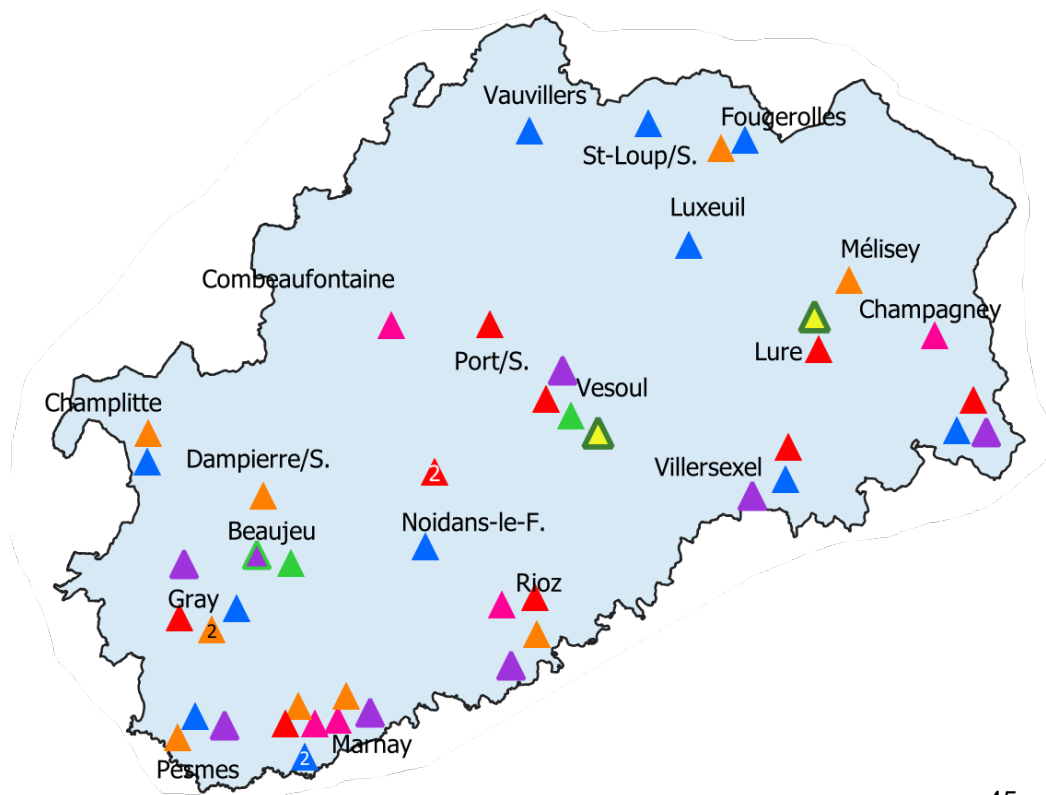 Vauvillers
Fougerolles
St-Loup/S.
Luxeuil
Mélisey
Combeaufontaine
Champagney
Port/S.
Lure
Vesoul
Champlitte
Dampierre/S.
Villersexel
2
Noidans-le-F.
Beaujeu
Rioz
Gray
2
Marnay
2
Pesmes